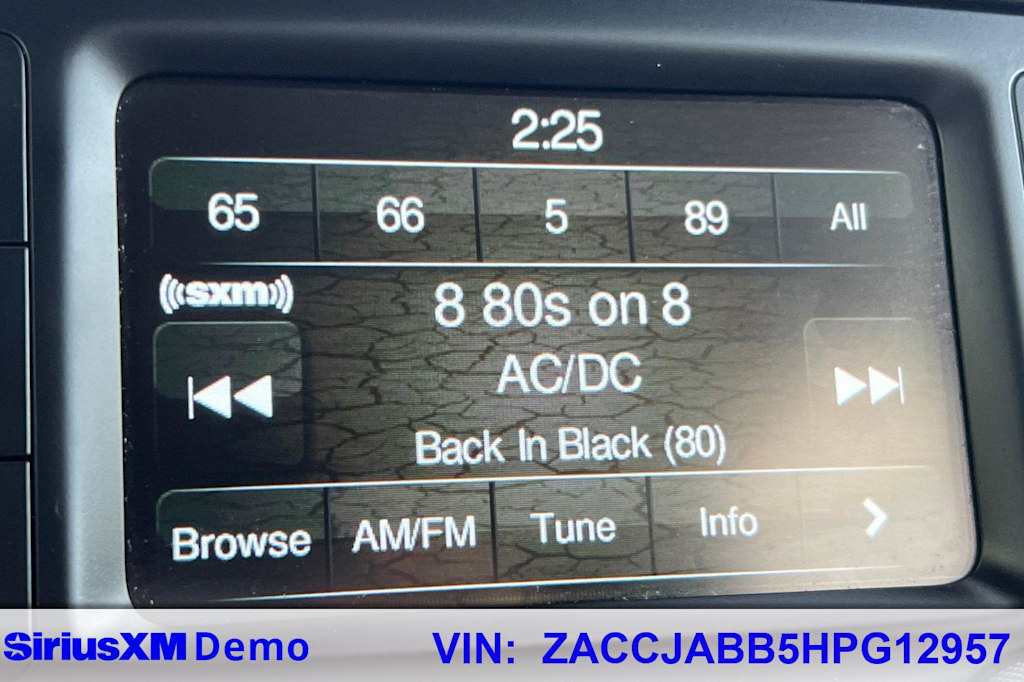 2:25
65 66 5 89 All
((sxm))
8 80s on 8
AC/DC
Back In Black (80)
Browse AM/FM Tune Info
SiriusXM Demo VIN: ZACCJABB5HPG12957